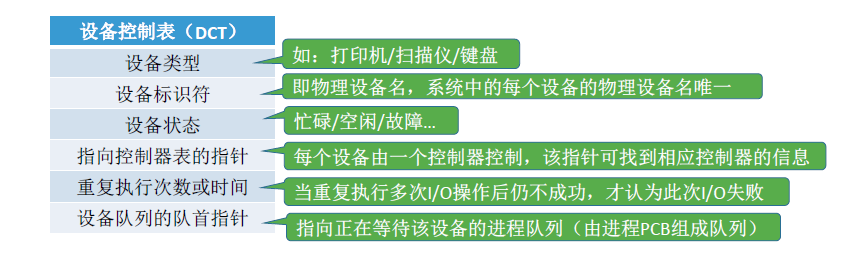 设备控制表（DCT）
设备类型
如：打印机/扫描仪/键盘
设备标识符
即物理设备名，系统中的每个设备的物理设备名唯一
设备状态
忙碌/空闲/故障…
指向控制器表的指针
每个设备由一个控制器控制，该指针可找到相应控制器的信息
重复执行次数或时间
当重复执行多次I/O操作后仍不成功，才认为此次I/O失败
设备队列的队首指针
指向正在等待该设备的进程队列（由进程PCB组成队列）